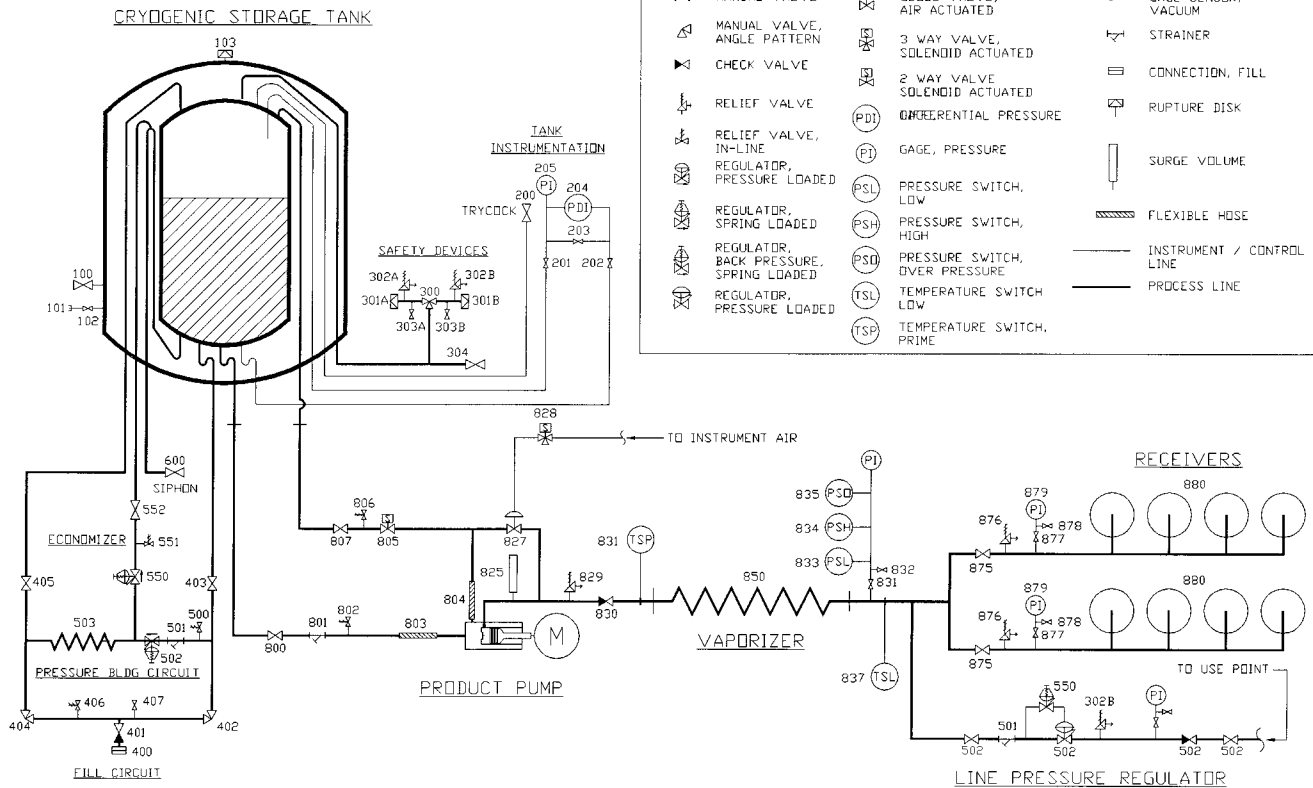 CRYOGENIC STORAGE TANK
103
100
101
102
AIR ACTUATED
VACUUM
MANUAL VALVE,
ANGLE PATTERN
3 WAY VALVE,
SOLENOID ACTUATED
STRAINER
CHECK VALVE
S
2 WAY VALVE
SOLENOID ACTUATED
S
CONNECTION, FILL
RELIEF VALVE
PDI
DIFFERENTIAL PRESSURE
RUPTURE DISK
RELIEF VALVE,
IN-LINE
PI
GAGE, PRESSURE
SURGE VOLUME
REGULATOR,
PRESSURE LOADED
PSL
PRESSURE SWITCH,
LOW
REGULATOR,
SPRING LOADED
PSH
PRESSURE SWITCH,
HIGH
FLEXIBLE HOSE
REGULATOR,
BACK PRESSURE,
SPRING LOADED
PSO
PRESSURE SWITCH,
OVER PRESSURE
INSTRUMENT / CONTROL
LINE
REGULATOR,
PRESSURE LOADED
TSL
TEMPERATURE SWITCH
LOW
PROCESS LINE
TSP
TEMPERATURE SWITCH,
PRIME
TANK
INSTRUMENTATION
205
PI
200
204
PDI
TRYCOCK
203
201
202
SAFETY DEVICES
302A
302B
300
301A
301B
303A
303B
304
600
SIPHON
552
ECONOMIZER
551
550
405
403
503
500
501
502
PRESSURE BLDG CIRCUIT
404
406
407
402
401
400
FILL CIRCUIT
828
S
TO INSTRUMENT AIR
806
S
807
805
827
825
804
829
830
831
TSP
802
801
803
800
M
PRODUCT PUMP
850
VAPORIZER
PI
835
PSO
834
PSH
833
PSL
832
831
837
TSL
RECEIVERS
880
879
PI
876
878
877
875
880
879
PI
876
878
877
875
TO USE POINT
550
302B
PI
501
502
502
502
502
LINE PRESSURE REGULATOR